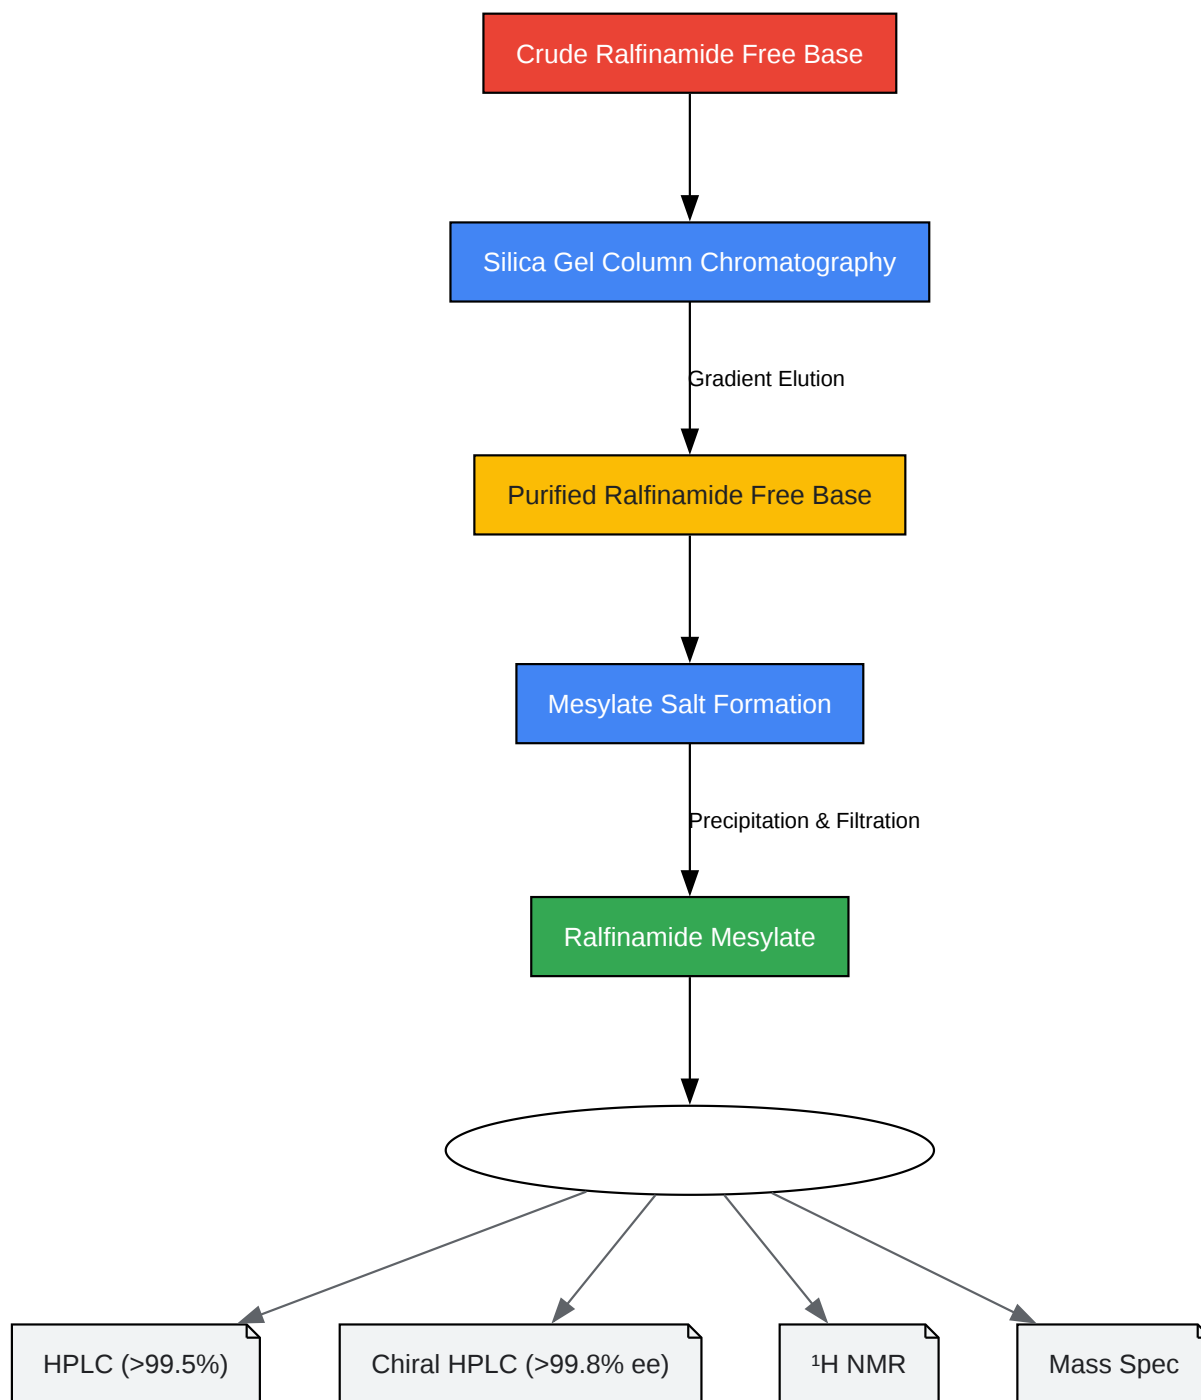 Crude Ralfinamide Free Base
Silica Gel Column Chromatography
Gradient Elution
Purified Ralfinamide Free Base
Mesylate Salt Formation
Precipitation & Filtration
Ralfinamide Mesylate
HPLC (>99.5%)
Chiral HPLC (>99.8% ee)
¹H NMR
Mass Spec